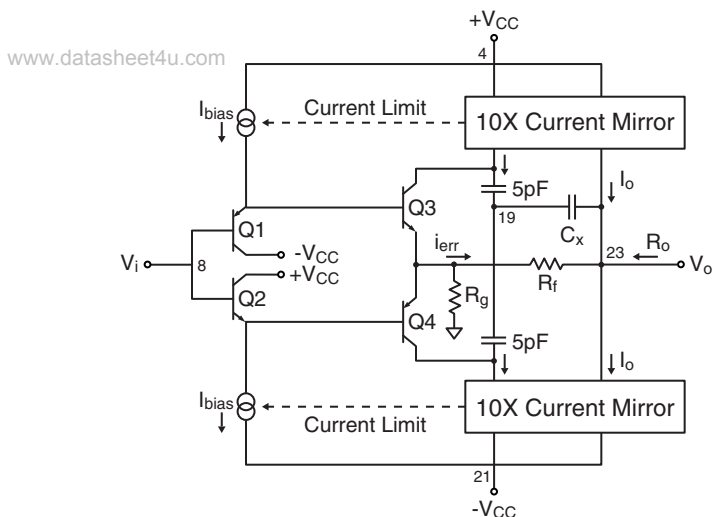 +VCC
4
www.datasheet4u.com
Ibias
Current Limit
10X Current Mirror
5pF
Io
Q3
19
Cx
Q1
-VCC
ierr
23
Ro
Vi
8
+VCC
Rg
Rf
Vo
Q2
Q4
5pF
Io
Ibias
Current Limit
10X Current Mirror
21
-VCC